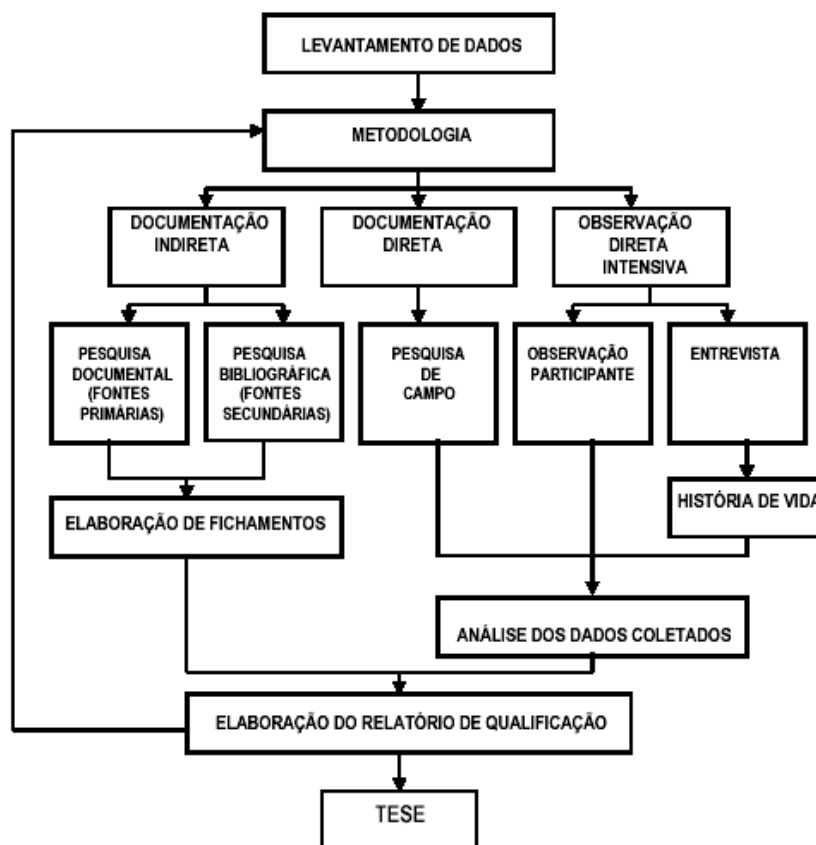 LEVANTAMENTO DE DADOS
METODOLOGIA
DOCUMENTAÇÃO
INDIRETA
DOCUMENTAÇÃO
DIRETA
OBSERVAÇÃO
DIRETA
INTENSIVA
PESQUISA
DOCUMENTAL
(FONTES
PRIMÁRIAS)
PESQUISA
BIBLIOGRÁFICA
(FONTES
SECUNDÁRIAS)
PESQUISA
DE
CAMPO
OBSERVAÇÃO
PARTICIPANTE
ENTREVISTA
HISTÓRIA DE VIDA
ELABORAÇÃO DE FICHAMENTOS
ANÁLISE DOS DADOS COLETADOS
ELABORAÇÃO DO RELATÓRIO DE QUALIFICAÇÃO
TESE